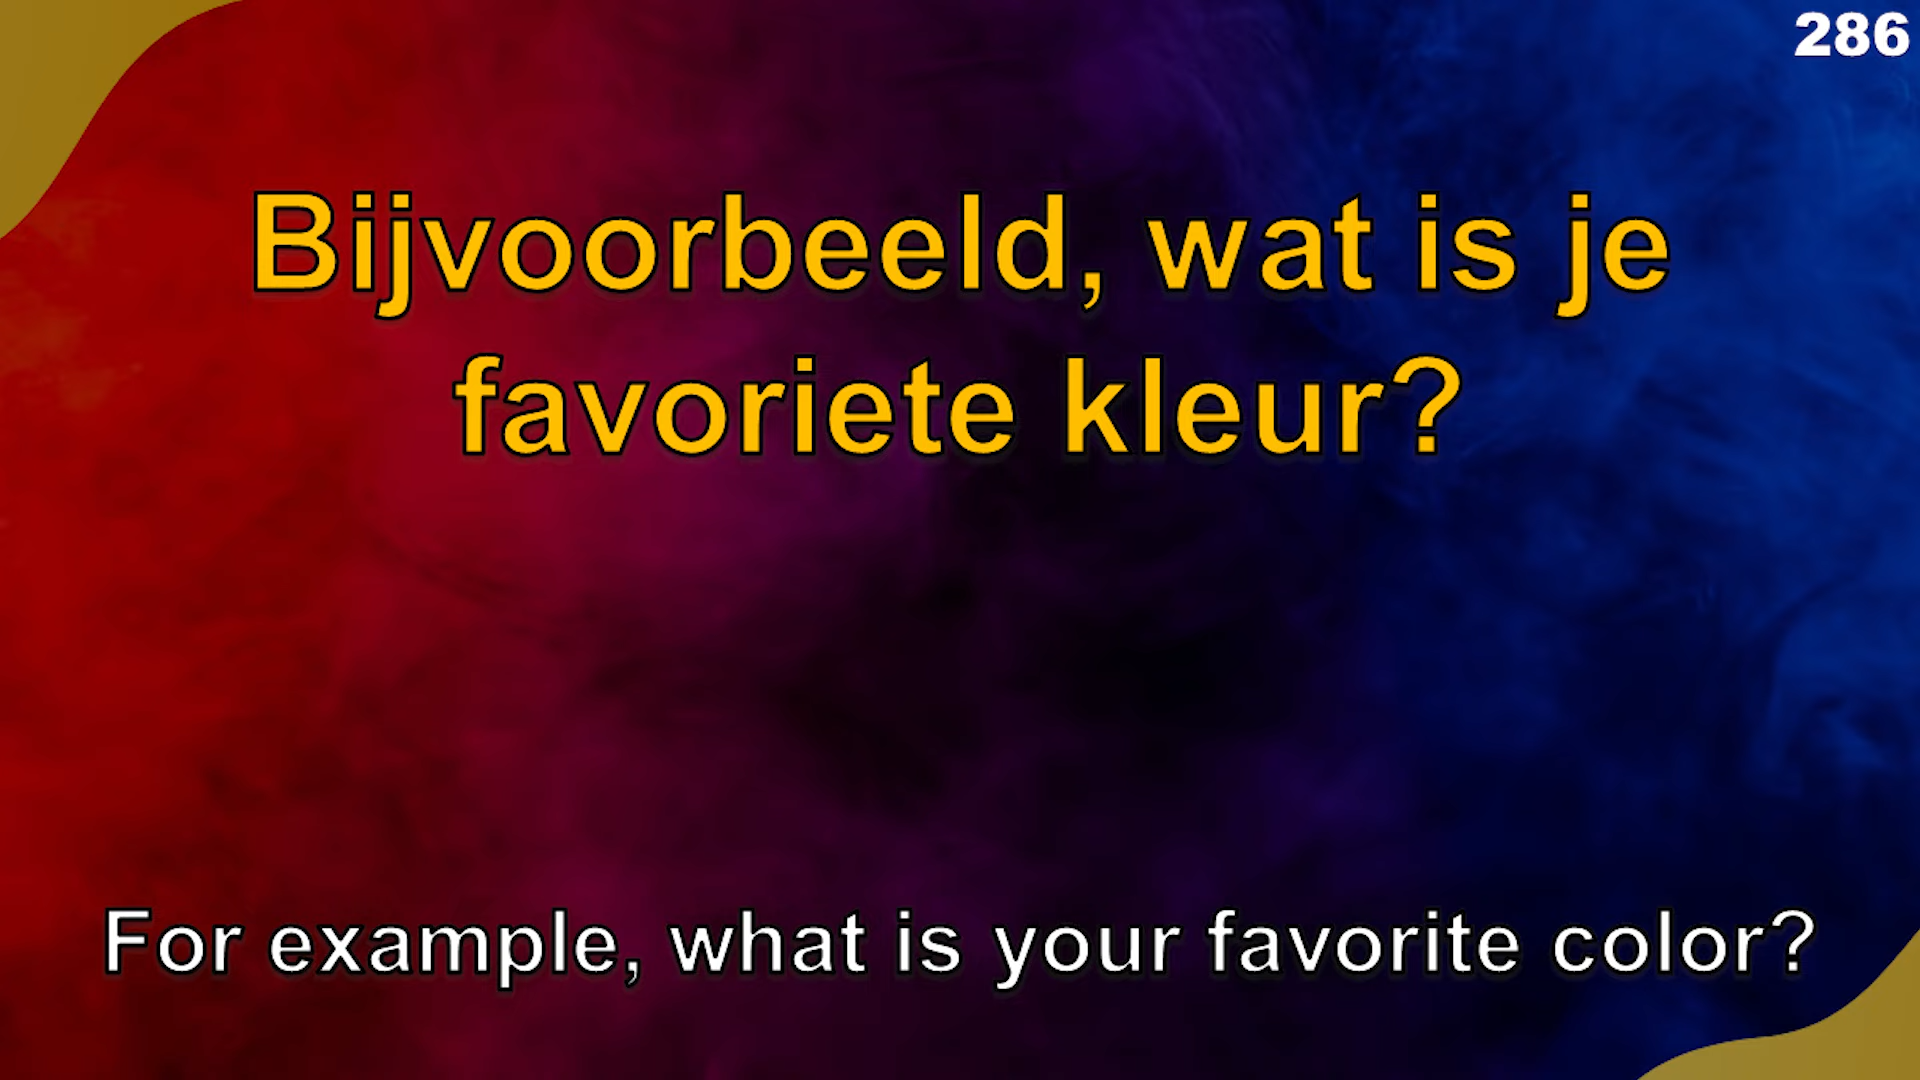 286
Bijvoorbeeld, wat is je
favoriete kleur?
For example, what is your favorite color?